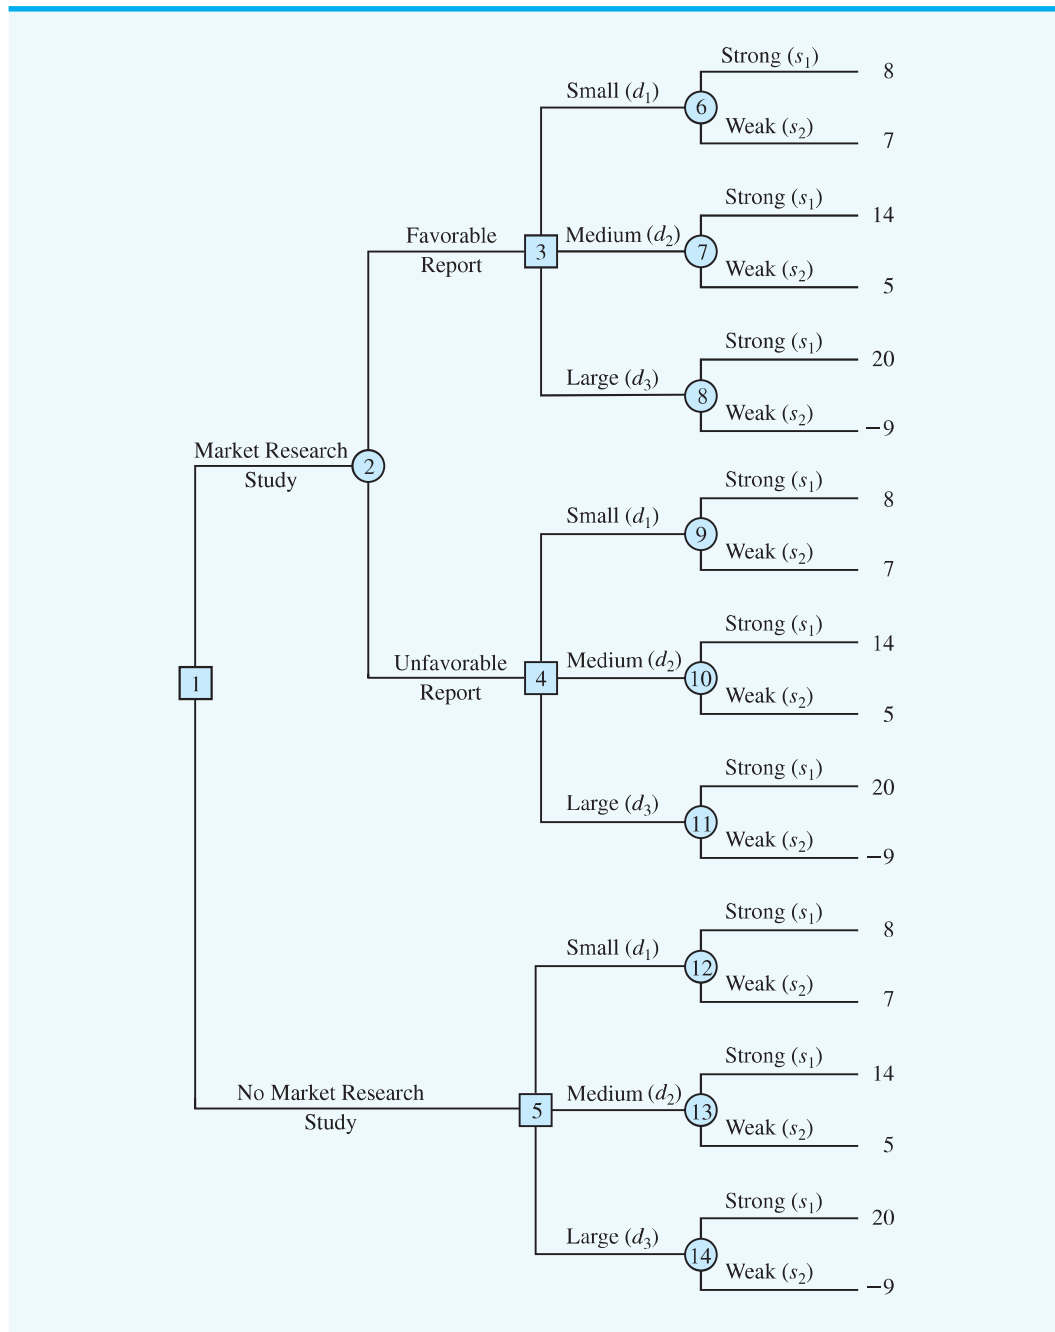 Strong (s₁) 8
Small (d₁)
6
Weak (s₂) 7
Strong (s₁) 14
Favorable
Report
3
Medium (d₂)
7
Weak (s₂) 5
Strong (s₁) 20
Large (d₃)
8
Weak (s₂) −9
Market Research
Study
2
Strong (s₁) 8
Small (d₁)
9
Weak (s₂) 7
Strong (s₁) 14
Unfavorable
Report
4
Medium (d₂)
10
Weak (s₂) 5
1
Strong (s₁) 20
Large (d₃)
11
Weak (s₂) −9
Strong (s₁) 8
Small (d₁)
12
Weak (s₂) 7
Strong (s₁) 14
No Market Research
Study
5
Medium (d₂)
13
Weak (s₂) 5
Strong (s₁) 20
Large (d₃)
14
Weak (s₂) −9